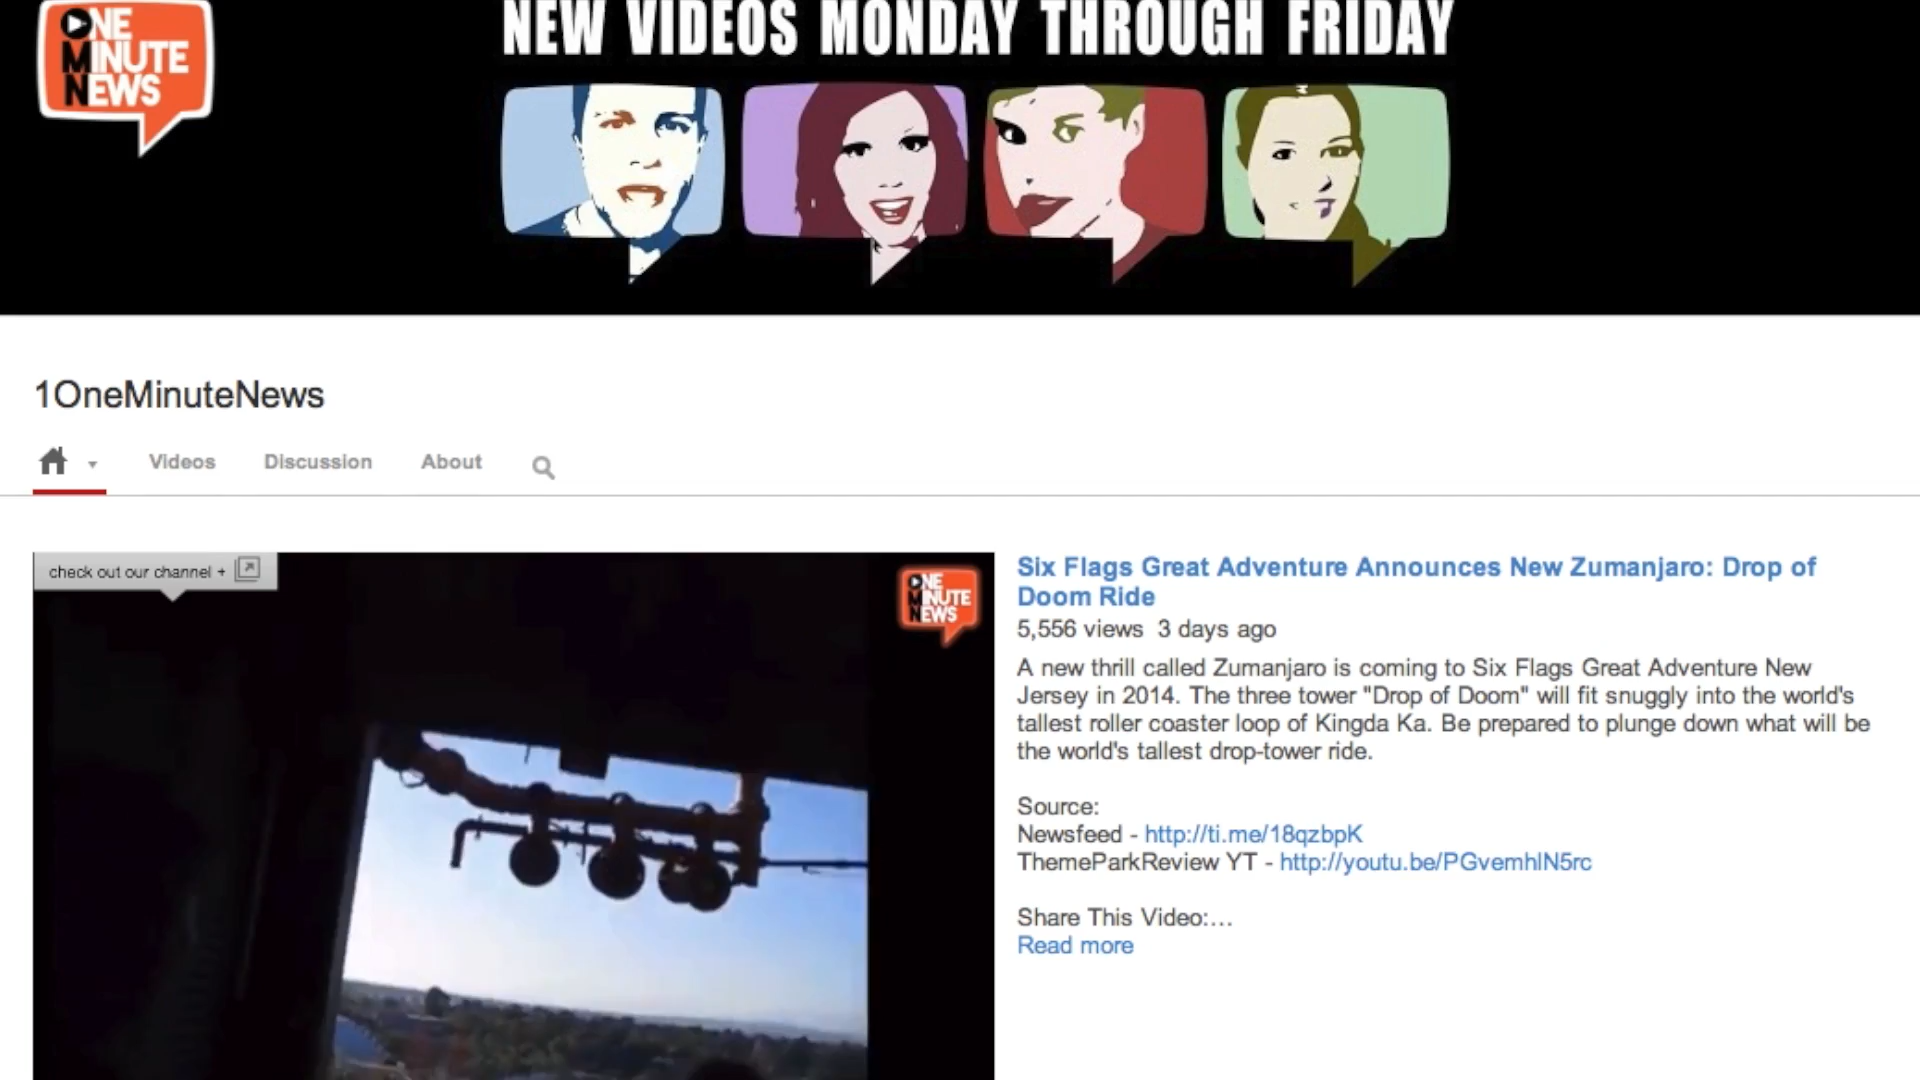 ONE
MINUTE
NEWS
NEW VIDEOS MONDAY THROUGH FRIDAY
1OneMinuteNews
Videos
Discussion
About
check out our channel +
ONE
MINUTE
NEWS
Six Flags Great Adventure Announces New Zumanjaro: Drop of
Doom Ride
5,556 views 3 days ago
A new thrill called Zumanjaro is coming to Six Flags Great Adventure New
Jersey in 2014. The three tower "Drop of Doom" will fit snuggly into the world's
tallest roller coaster loop of Kingda Ka. Be prepared to plunge down what will be
the world's tallest drop-tower ride.
Source:
Newsfeed - http://ti.me/18qzbpK
ThemeParkReview YT - http://youtu.be/PGvemhlN5rc
Share This Video:...
Read more